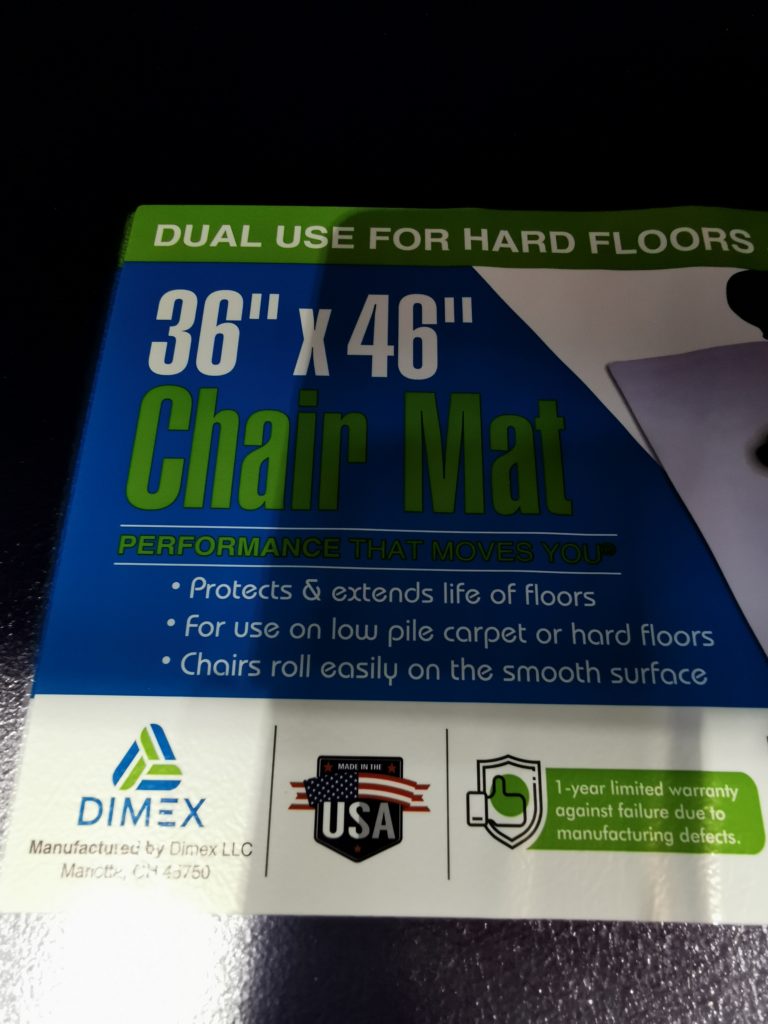 DUAL USE FOR HARD FLOORS
36" x 46"
Chair Mat
PERFORMANCE THAT MOVES YOU
• Protects & extends life of floors
• For use on low pile carpet or hard floors
• Chairs roll easily on the smooth surface
DIMEX
Manufactured by Dimex LLC
MADE IN THE
USA
1-year limited warranty
against failure due to
manufacturing defects.